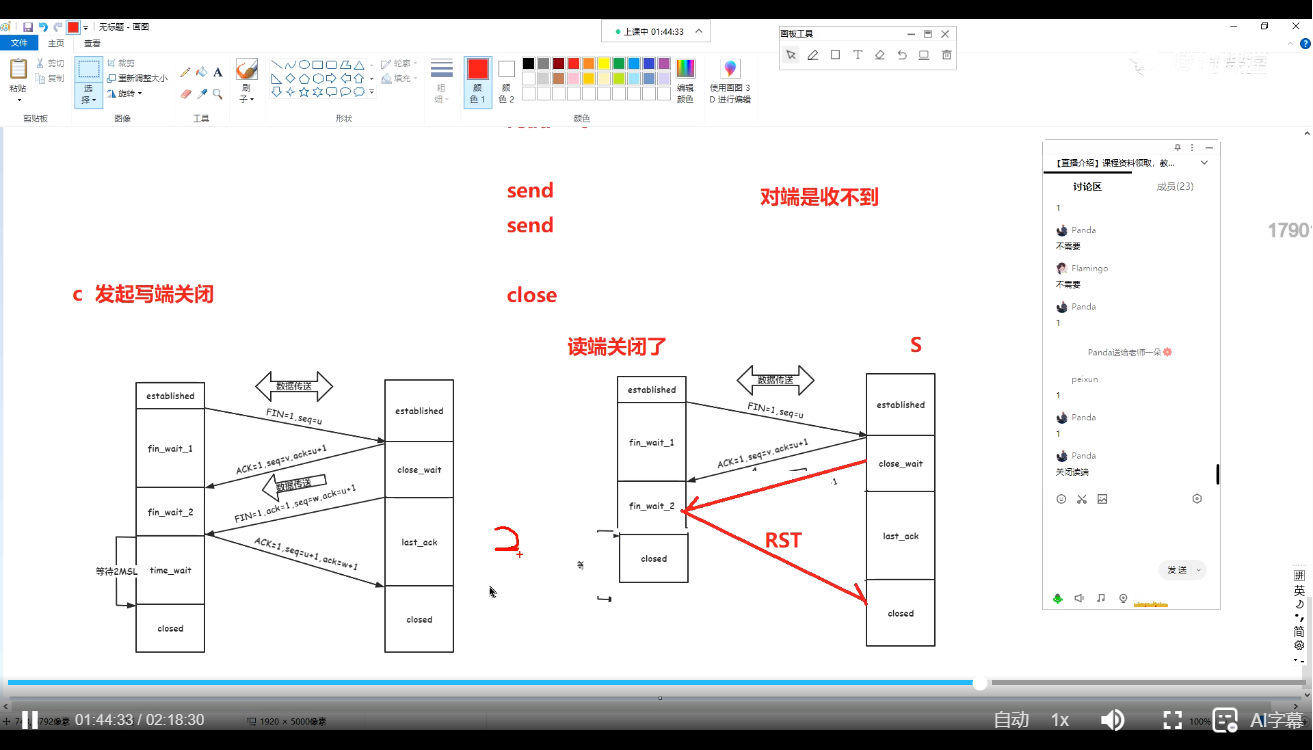 无标题 - 画图
上课中 01:44:33
画板工具
文件
主页
查看
粘贴
剪切
复制
选择
裁剪
重新调整大小
旋转
A
刷子
轮廓
填充
粗细
颜色 1
颜色 2
编辑颜色
使用画图 3D 进行编辑
剪贴板
图像
工具
形状
颜色
send
send
对端是收不到
c 发起写端关闭
close
读端关闭了
S
established
数据传送
established
FIN=1,seq=u
fin_wait_1
ACK=1,seq=v,ack=u+1
close_wait
数据传送
FIN=1,ack=1,seq=w,ack=u+1
fin_wait_2
ACK=1,seq=u+1,ack=w+1
last_ack
等待2MSL
time_wait
closed
closed
2
established
数据传送
established
FIN=1,seq=u
fin_wait_1
ACK=1,seq=v,ack=u+1
close_wait
fin_wait_2
RST
last_ack
closed
等
closed
【直播介绍】课程资料领取，教...
讨论区
成员(23)
1
Panda
不需要
Flamingo
不需要
Panda
1
Panda送给老师一朵
peixun
1
Panda
1
Panda
关闭读端
发送
1790
拼
英
简
01:44:33 / 02:18:30
1920 × 5000像素
自动
1x
100%
AI字幕